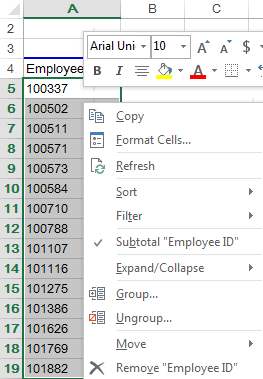 A B C
2
3
Arial Uni 10 A A $
4 Employee
B I A
5 100337
6 100502
Copy
7 100511
Format Cells...
8 100571
9 100573
Refresh
10 100584
Sort
11 100710
Filter
12 100788
Subtotal "Employee ID"
13 101107
14 101116
Expand/Collapse
15 101275
Group...
16 101386
Ungroup...
17 101626
18 101769
Move
19 101882
Remove "Employee ID"